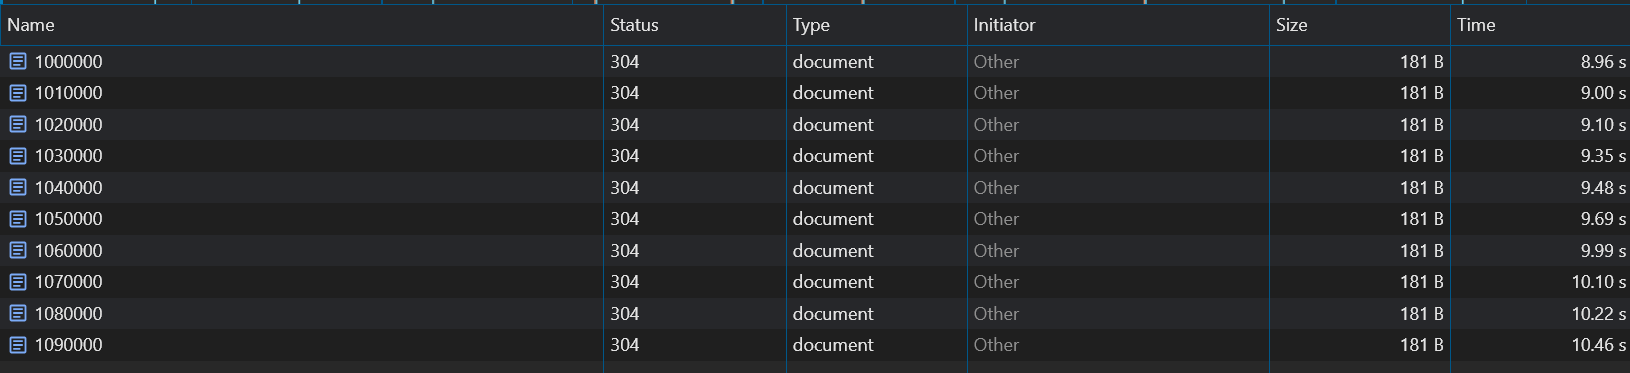 Name Status Type Initiator Size Time
1000000 304 document Other 181 B 8.96 s
1010000 304 document Other 181 B 9.00 s
1020000 304 document Other 181 B 9.10 s
1030000 304 document Other 181 B 9.35 s
1040000 304 document Other 181 B 9.48 s
1050000 304 document Other 181 B 9.69 s
1060000 304 document Other 181 B 9.99 s
1070000 304 document Other 181 B 10.10 s
1080000 304 document Other 181 B 10.22 s
1090000 304 document Other 181 B 10.46 s